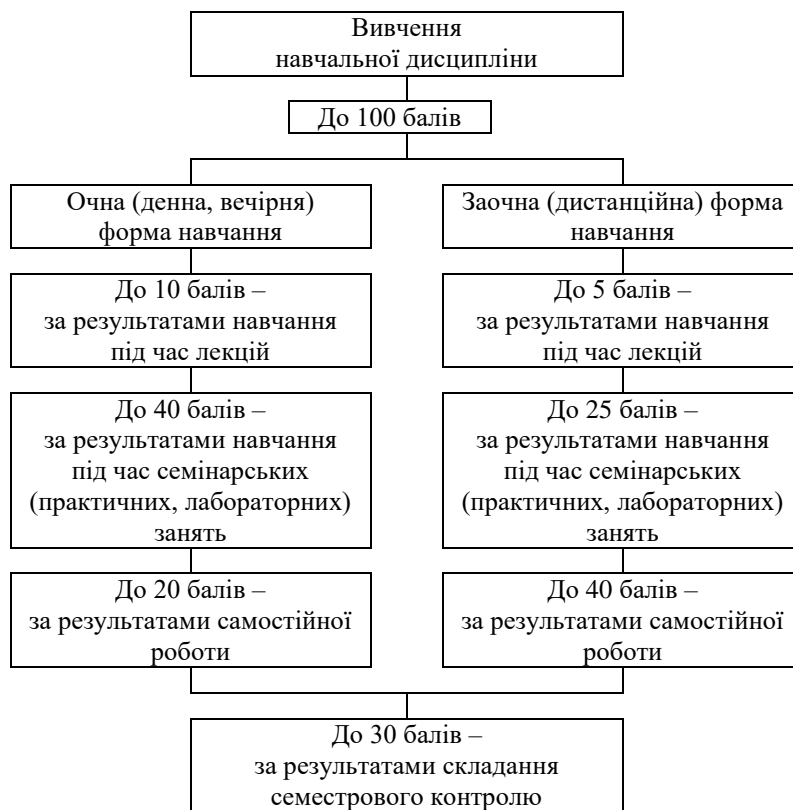 Вивчення
навчальної дисципліни
До 100 балів
Очна (денна, вечірня)
форма навчання
До 10 балів –
за результатами навчання
під час лекцій
До 40 балів –
за результатами навчання
під час семінарських
(практичних, лабораторних)
занять
До 20 балів –
за результатами самостійної
роботи
Заочна (дистанційна) форма
навчання
До 5 балів –
за результатами навчання
під час лекцій
До 25 балів –
за результатами навчання
під час семінарських
(практичних, лабораторних)
занять
До 40 балів –
за результатами самостійної
роботи
До 30 балів –
за результатами складання
семестрового контролю